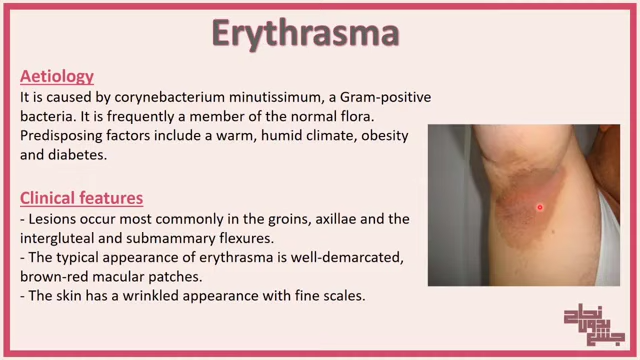 Erythrasma
Aetiology
It is caused by corynebacterium minutissimum, a Gram-positive
bacteria. It is frequently a member of the normal flora.
Predisposing factors include a warm, humid climate, obesity
and diabetes.
Clinical features
- Lesions occur most commonly in the groins, axillae and the
intergluteal and submammary flexures.
- The typical appearance of erythrasma is well-demarcated,
brown-red macular patches.
- The skin has a wrinkled appearance with fine scales.
نجاح
بدون
جشع